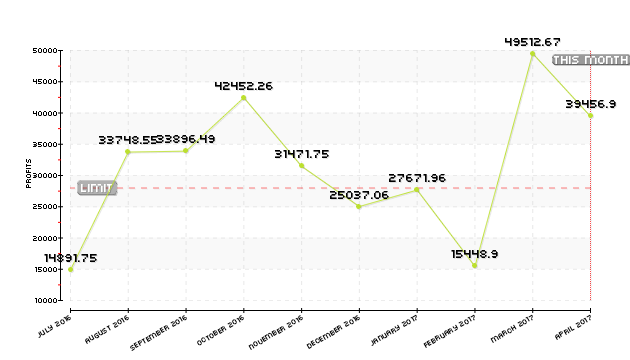 49512.67
50000
THIS MONTH
45000
42452.26
40000
39456.9
35000
33748.55
33896.49
31471.75
30000
PROFITS
LIMIT
27671.96
25000
25037.06
20000
15448.9
14891.75
15000
10000
JULY 2016
AUGUST 2016
SEPTEMBER 2016
OCTOBER 2016
NOVEMBER 2016
DECEMBER 2016
JANUARY 2017
FEBRUARY 2017
MARCH 2017
APRIL 2017